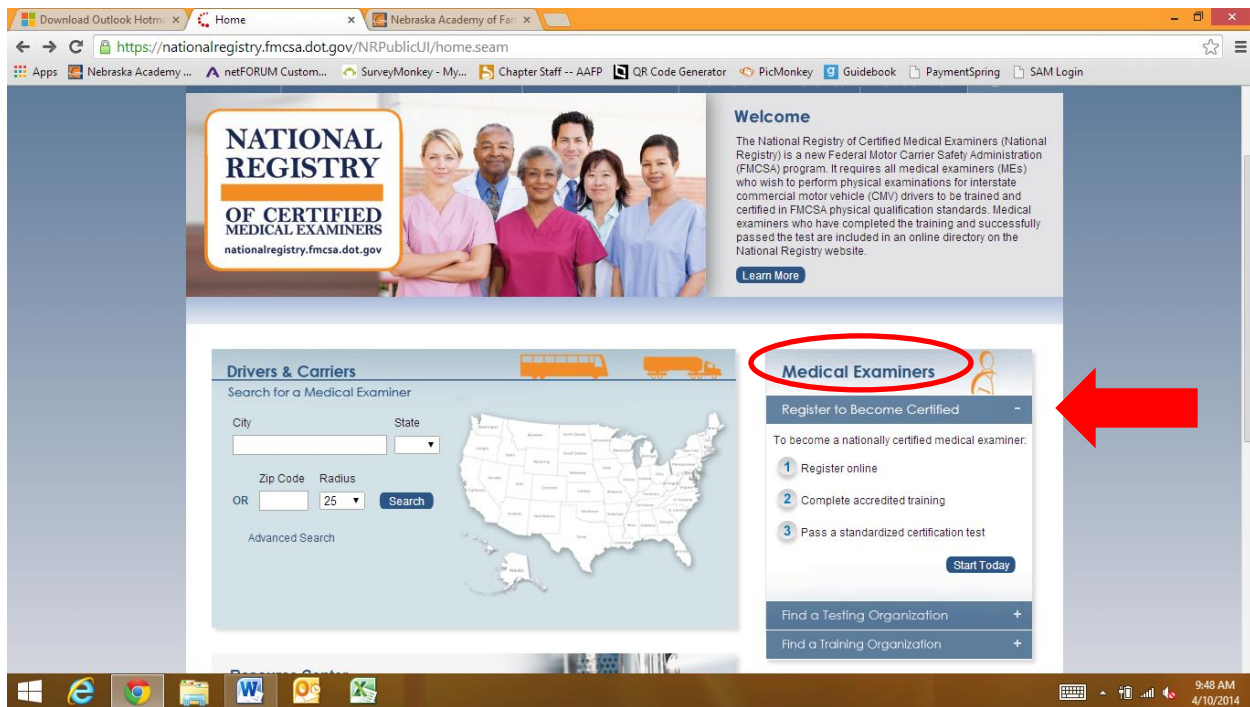 Download Outlook Hotm
Home
Nebraska Academy of Fan
https://nationalregistry.fmcsa.dot.gov/NRPublicUI/home.seam
Apps
Nebraska Academy ...
netFORUM Custom...
SurveyMonkey - My...
Chapter Staff -- AAFP
QR Code Generator
PicMonkey
Guidebook
PaymentSpring
SAM Login
NATIONAL
REGISTRY
OF CERTIFIED
MEDICAL EXAMINERS
nationalregistry.fmcsa.dot.gov
Welcome
The National Registry of Certified Medical Examiners (National
Registry) is a new Federal Motor Carrier Safety Administration
(FMCSA) program. It requires all medical examiners (MEs)
who wish to perform physical examinations for interstate
commercial motor vehicle (CMV) drivers to be trained and
certified in FMCSA physical qualification standards. Medical
examiners who have completed the training and successfully
passed the test are included in an online directory on the
National Registry website.
Learn More
Drivers & Carriers
Search for a Medical Examiner
City
State
Zip Code
Radius
OR
25
Search
Advanced Search
Medical Examiners
Register to Become Certified -
To become a nationally certified medical examiner:
1 Register online
2 Complete accredited training
3 Pass a standardized certification test
Start Today
Find a Testing Organization +
Find a Training Organization +
Resource Center
9:48 AM
4/10/2014